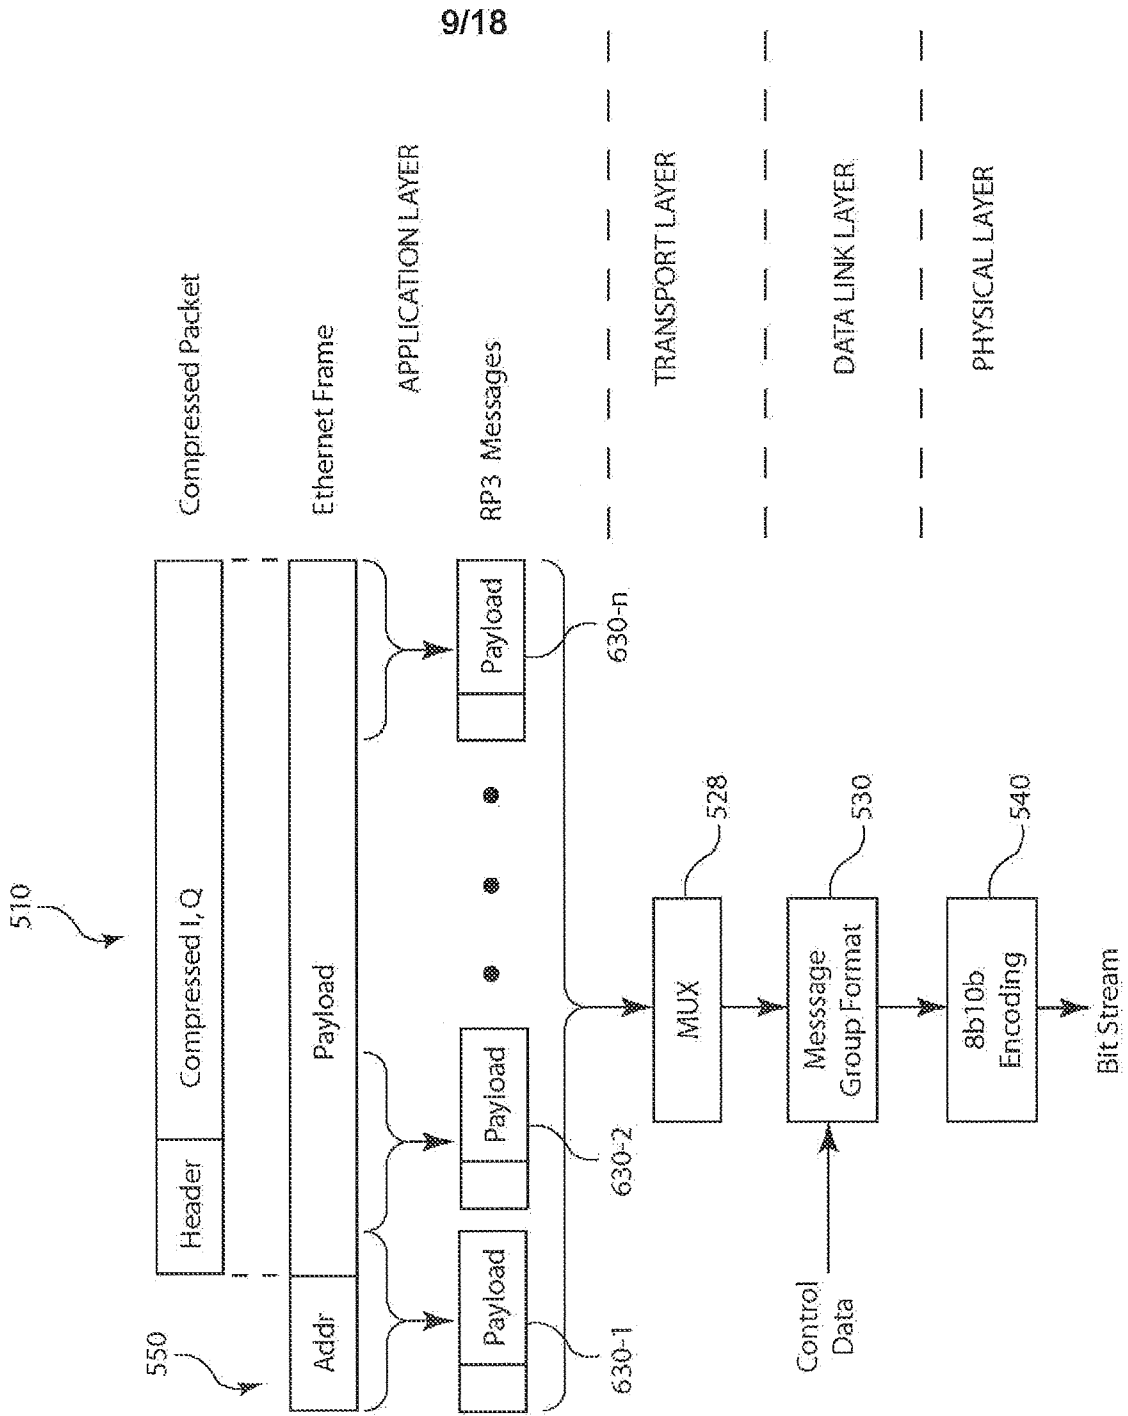 9/18
510
Header
Compressed I, Q
Compressed Packet
550
Addr
Payload
Ethernet Frame
APPLICATION LAYER
Payload
Payload
Payload
RP3 Messages
630-1
630-2
630-n
MUX
528
TRANSPORT LAYER
Control
Data
Messsage
Group Format
530
DATA LINK LAYER
8b10b
Encoding
540
PHYSICAL LAYER
Bit Stream